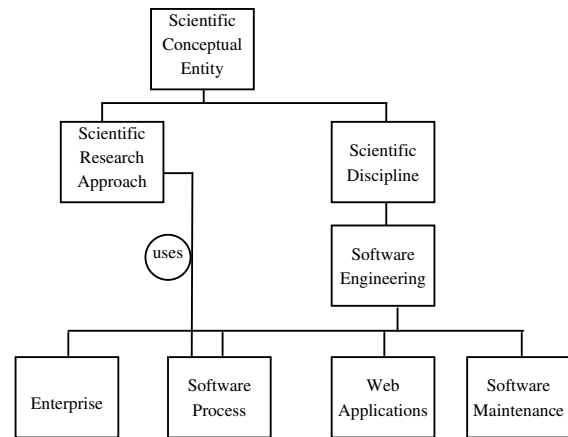 Scientific
Conceptual
Entity
Scientific
Research
Approach
Scientific
Discipline
uses
Software
Engineering
Enterprise
Software
Process
Web
Applications
Software
Maintenance